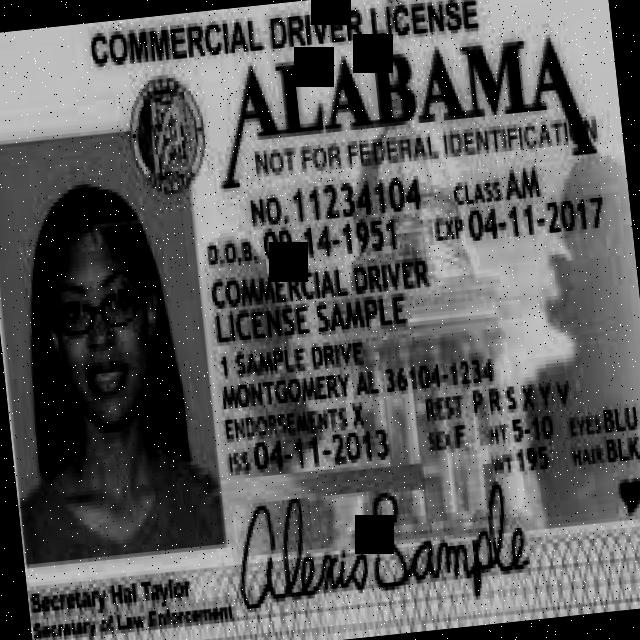 COMMERCIAL DRIVER LICENSE
ALABAMA
NOT FOR FEDERAL IDENTIFICATION
NO. 11234104 CLASS AM
D.O.B. 14-1951 EXP 04-11-2017
COMMERCIAL DRIVER
LICENSE SAMPLE
1 SAMPLE DRIVE
MONTGOMERY AL 36104-1234
ENDORSEMENTS X REST P R S X Y V
ISS 04-11-2013 SEX F HT 5-10 EYES BLU
WT 195 HAIR BLK
Alexis Sample
Secretary Hal Taylor
Secretary of Law Enforcement